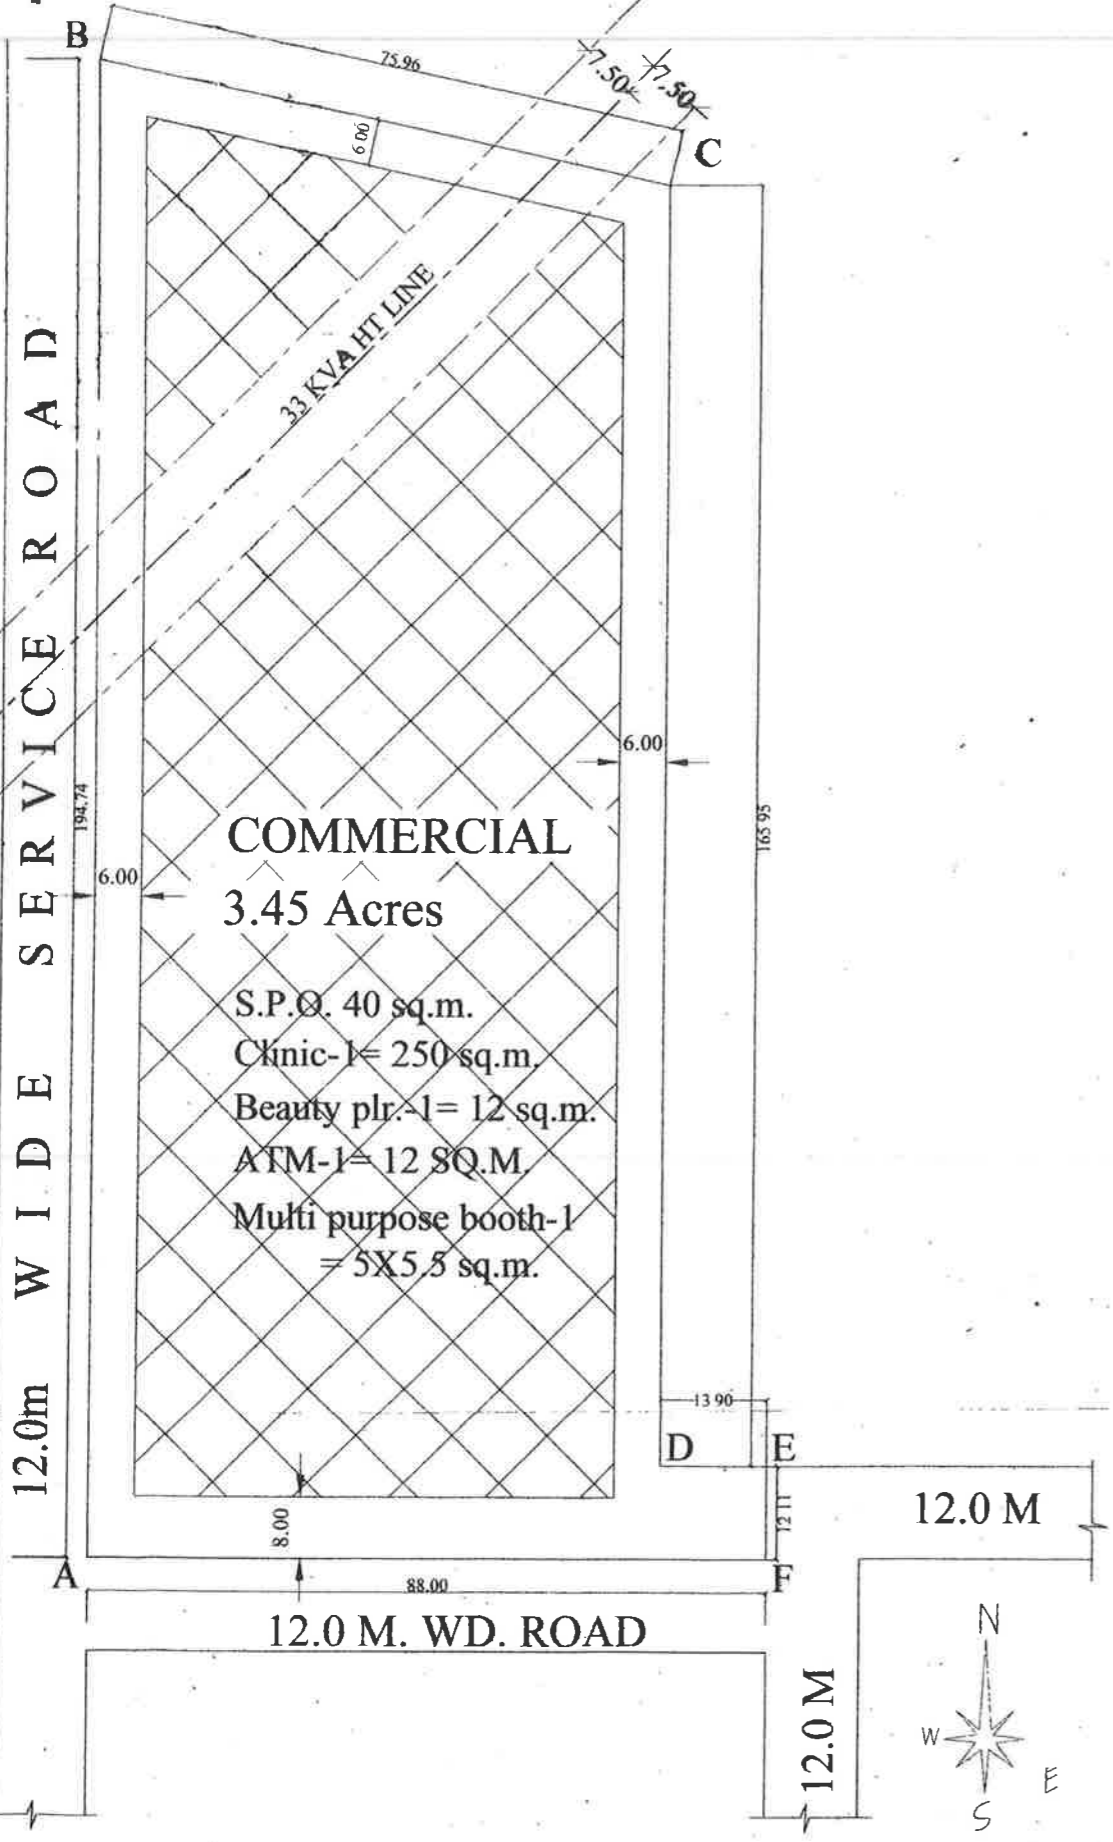 B
75.96
7.50
7.50
C
6.00
33 KVA HT LINE
12.0m WIDE SERVICE ROAD
194.74
6.00
6.00
165.95
COMMERCIAL
3.45 Acres
S.P.O. 40 sq.m.
Clinic-1= 250 sq.m.
Beauty plr.-1= 12 sq.m.
ATM-1= 12 SQ.M.
Multi purpose booth-1
= 5X5.5 sq.m.
13.90
D
E
12.11
12.0 M
8.00
A
88.00
F
12.0 M. WD. ROAD
12.0 M
N
W
E
S